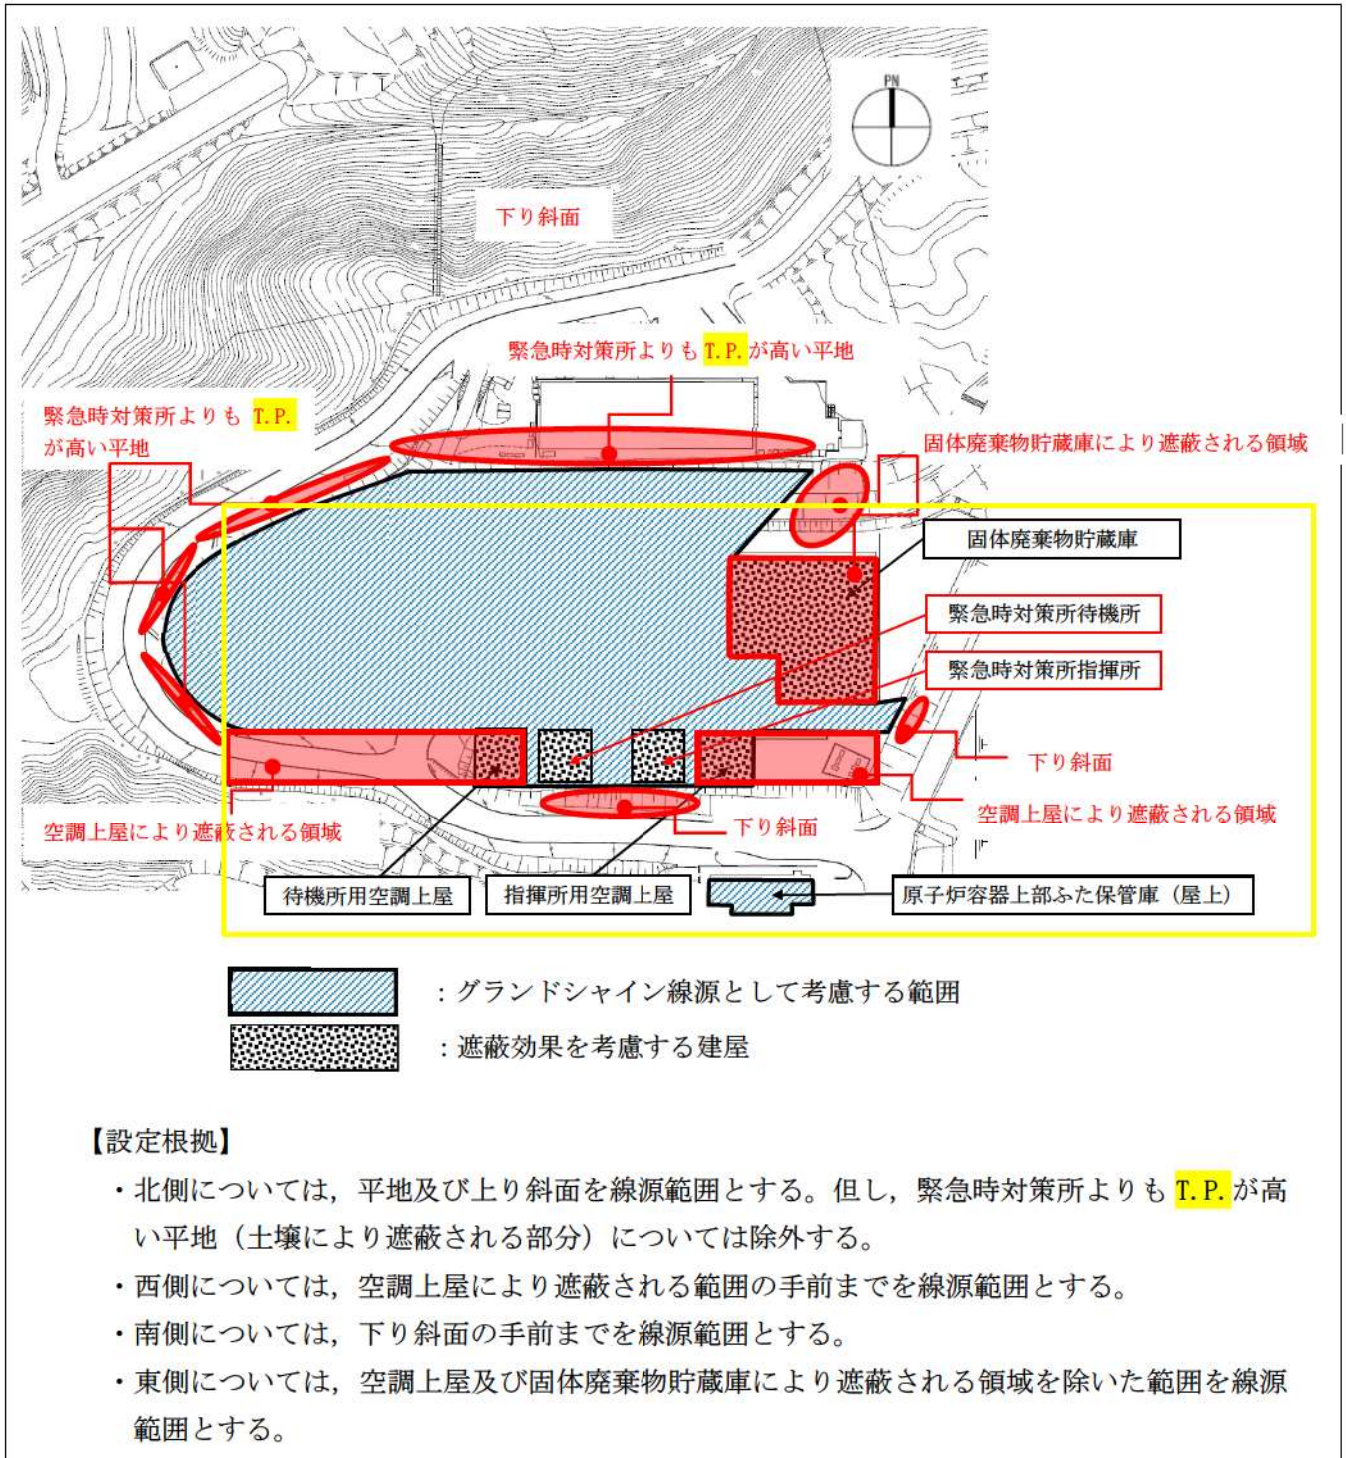 PN
下り斜面
緊急時対策所よりも T.P. が高い平地
緊急時対策所よりも T.P.
が高い平地
固体廃棄物貯蔵庫により遮蔽される領域
固体廃棄物貯蔵庫
緊急時対策所待機所
緊急時対策所指揮所
下り斜面
空調上屋により遮蔽される領域
下り斜面
空調上屋により遮蔽される領域
待機所用空調上屋
指揮所用空調上屋
原子炉容器上部ふた保管庫（屋上）
：グランドシャイン線源として考慮する範囲
：遮蔽効果を考慮する建屋
【設定根拠】
・北側については，平地及び上り斜面を線源範囲とする。但し，緊急時対策所よりも T.P. が高
い平地（土壌により遮蔽される部分）については除外する。
・西側については，空調上屋により遮蔽される範囲の手前までを線源範囲とする。
・南側については，下り斜面の手前までを線源範囲とする。
・東側については，空調上屋及び固体廃棄物貯蔵庫により遮蔽される領域を除いた範囲を線源
範囲とする。